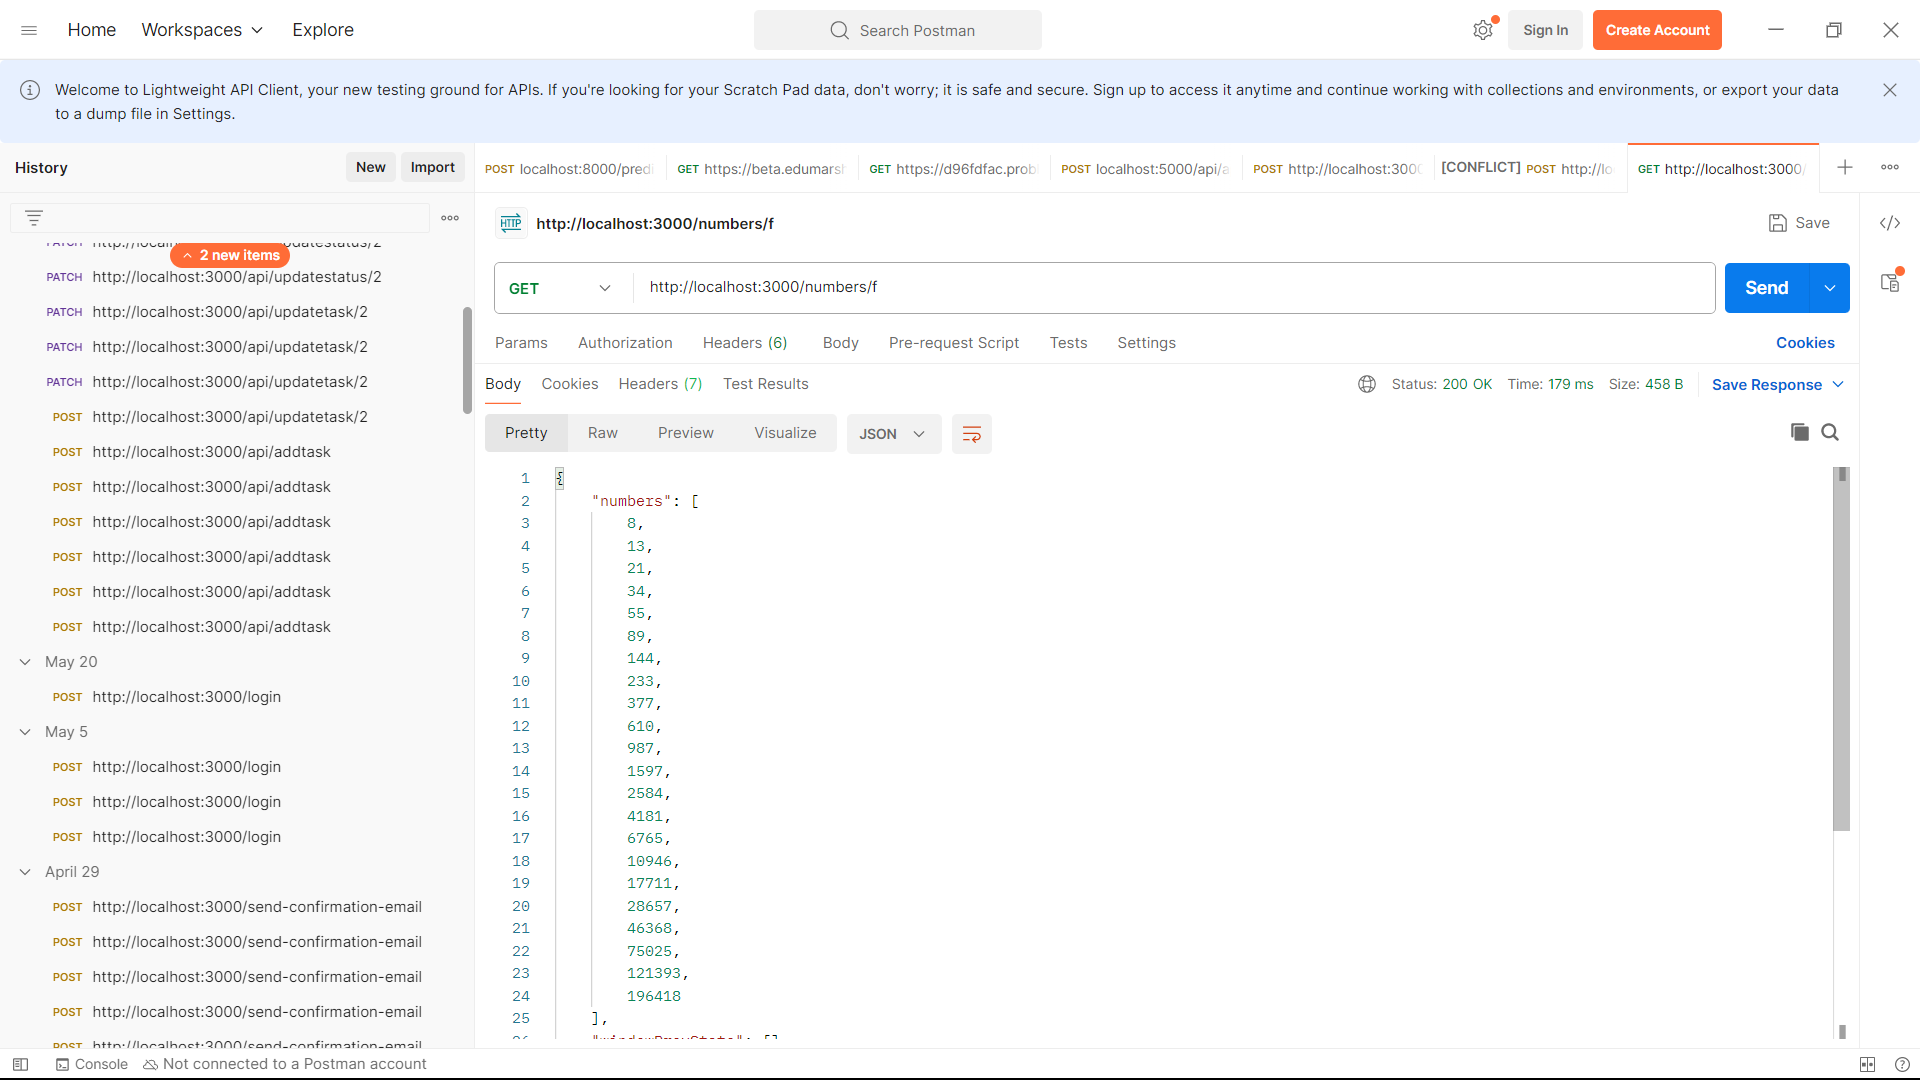 Home Workspaces Explore Search Postman Sign In Create Account
Welcome to Lightweight API Client, your new testing ground for APIs. If you're looking for your Scratch Pad data, don't worry; it is safe and secure. Sign up to access it anytime and continue working with collections and environments, or export your data
to a dump file in Settings.
History New Import
POST localhost:8000/predi GET https://beta.edumarsh GET https://d96fdfac.prob POST localhost:5000/api/a POST http://localhost:3000 [CONFLICT] POST http://lo GET http://localhost:3000/
2 new items
PATCH http://localhost:3000/api/updatestatus/2
PATCH http://localhost:3000/api/updatetask/2
PATCH http://localhost:3000/api/updatetask/2
PATCH http://localhost:3000/api/updatetask/2
POST http://localhost:3000/api/updatetask/2
POST http://localhost:3000/api/addtask
POST http://localhost:3000/api/addtask
POST http://localhost:3000/api/addtask
POST http://localhost:3000/api/addtask
POST http://localhost:3000/api/addtask
POST http://localhost:3000/api/addtask
May 20
POST http://localhost:3000/login
May 5
POST http://localhost:3000/login
POST http://localhost:3000/login
POST http://localhost:3000/login
April 29
POST http://localhost:3000/send-confirmation-email
POST http://localhost:3000/send-confirmation-email
POST http://localhost:3000/send-confirmation-email
POST http://localhost:3000/send-confirmation-email
POST http://localhost:3000/send-confirmation-email
HTTP http://localhost:3000/numbers/f Save
GET http://localhost:3000/numbers/f Send
Params Authorization Headers (6) Body Pre-request Script Tests Settings Cookies
Body Cookies Headers (7) Test Results Status: 200 OK Time: 179 ms Size: 458 B Save Response
Pretty Raw Preview Visualize JSON
1 {
2 "numbers": [
3 8,
4 13,
5 21,
6 34,
7 55,
8 89,
9 144,
10 233,
11 377,
12 610,
13 987,
14 1597,
15 2584,
16 4181,
17 6765,
18 10946,
19 17711,
20 28657,
21 46368,
22 75025,
23 121393,
24 196418
25 ],
26 "windowPrevState": []
Console Not connected to a Postman account